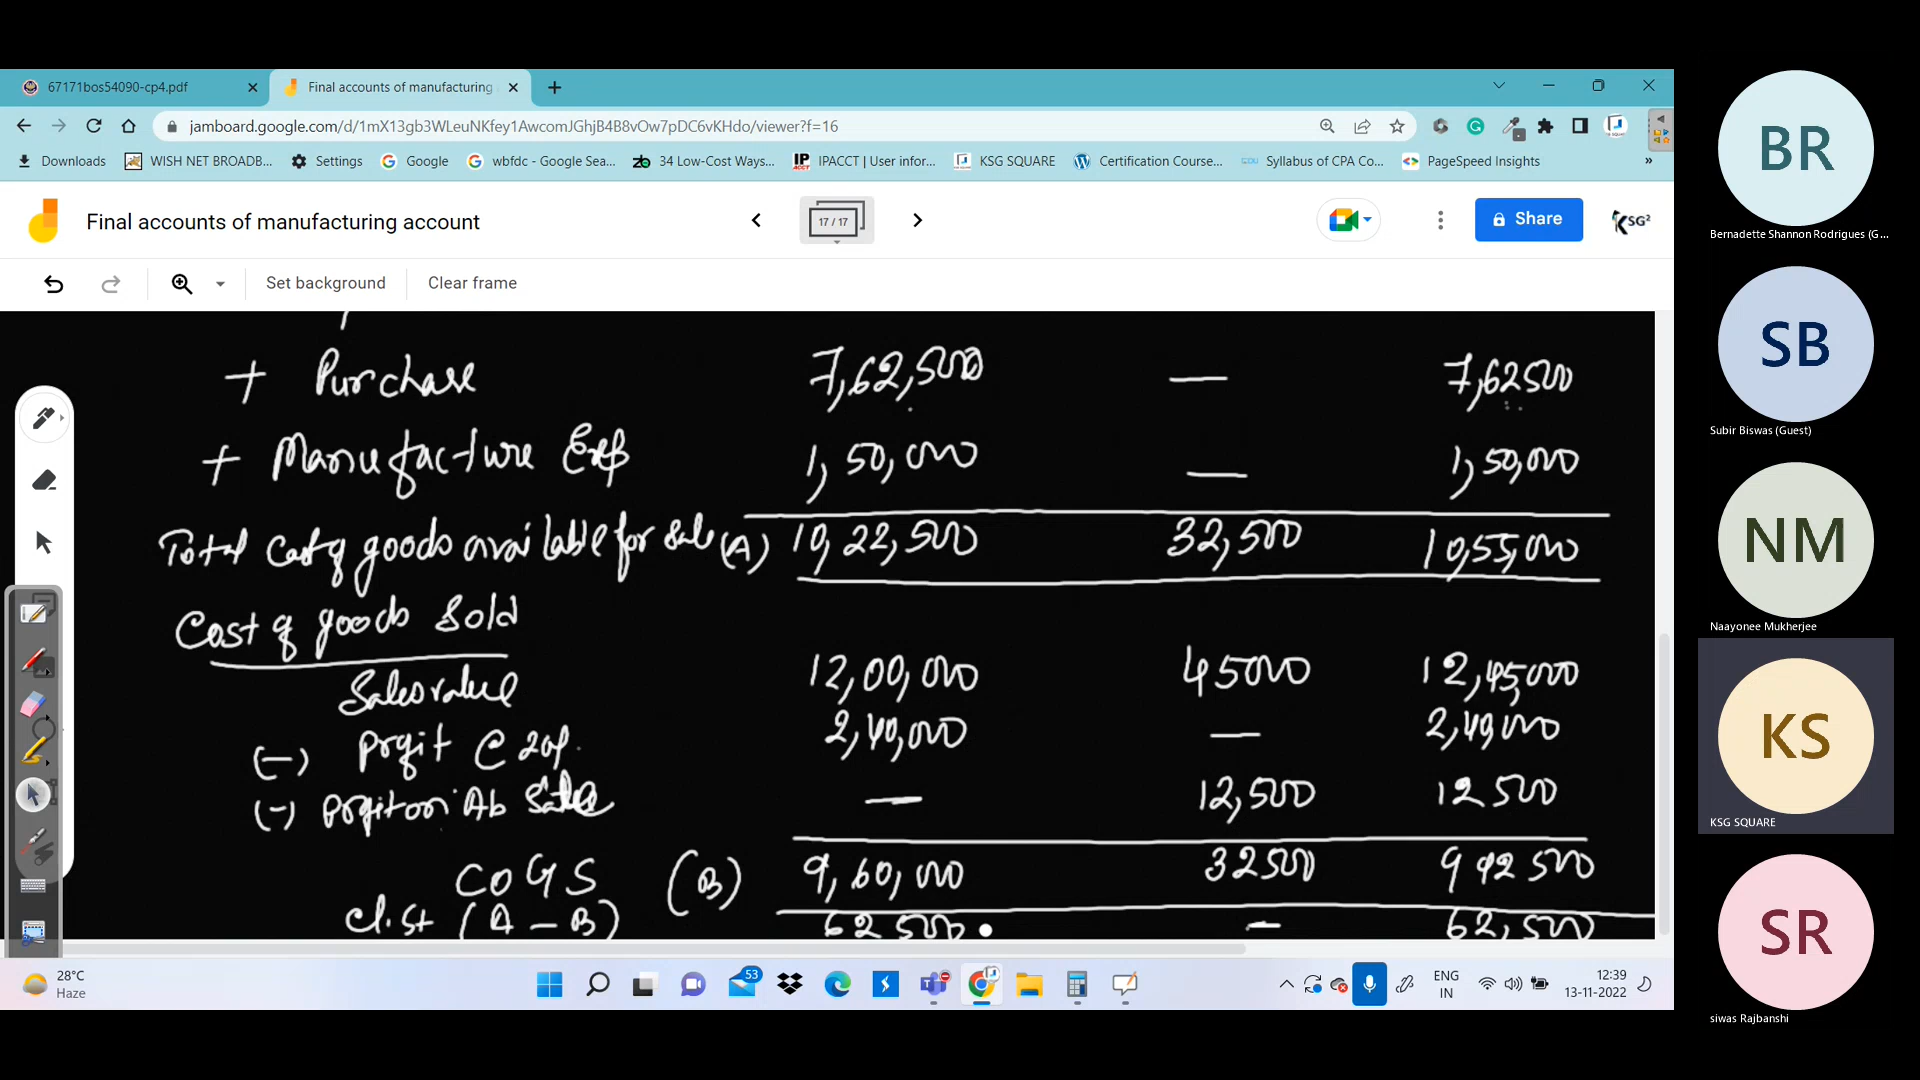 67171bos54090-cp4.pdf
Final accounts of manufacturing
jamboard.google.com/d/1mX13gb3WLeuNKfey1AwcomJGhjB4B8vOw7pDC6vKHdo/viewer?f=16
Downloads WISH NET BROADB... Settings Google wbfdc - Google Sea... 34 Low-Cost Ways... IPACCT | User infor... KSG SQUARE Certification Course... Syllabus of CPA Co... PageSpeed Insights »
Final accounts of manufacturing account
17 / 17
Share
KSG²
Set background
Clear frame
+ Purchase 7,62,500 — 7,62500
+ Manufacture Exp 1,50,000 — 1,50,000
Total Cost of goods available for sale (A) 10,22,500 32,500 10,55,000
Cost of goods Sold
Sales value 12,00,000 45000 12,45,000
(-) Profit @ 20%. 2,40,000 — 2,40,000
(-) Profit on Ab Sales — 12,500 12500
COGS (B) 9,60,000 32500 992500
cl. st (A - B) 62500 — 62,500
28°C
Haze
53
ENG
IN
12:39
13-11-2022
BR
Bernadette Shannon Rodrigues (G...
SB
Subir Biswas (Guest)
NM
Naayonee Mukherjee
KS
KSG SQUARE
SR
siwas Rajbanshi